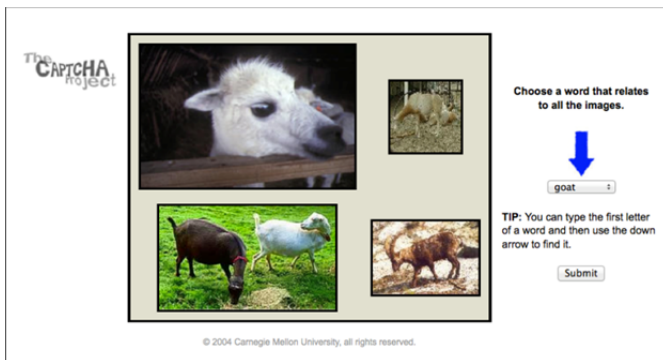 The
CAPTCHA
Project
Choose a word that relates
to all the images.
goat
TIP: You can type the first letter
of a word and then use the down
arrow to find it.
Submit
© 2004 Carnegie Mellon University, all rights reserved.